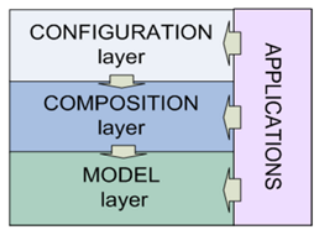 CONFIGURATION
layer
COMPOSITION
layer
MODEL
layer
APPLICATIONS